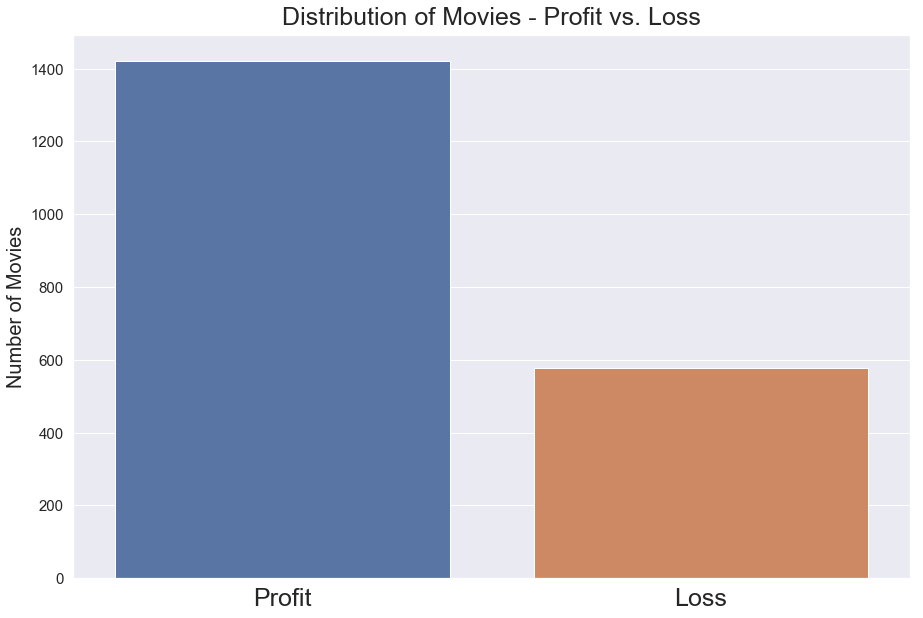 Distribution of Movies - Profit vs. Loss
Number of Movies
1400
1200
1000
800
600
400
200
0
Profit
Loss